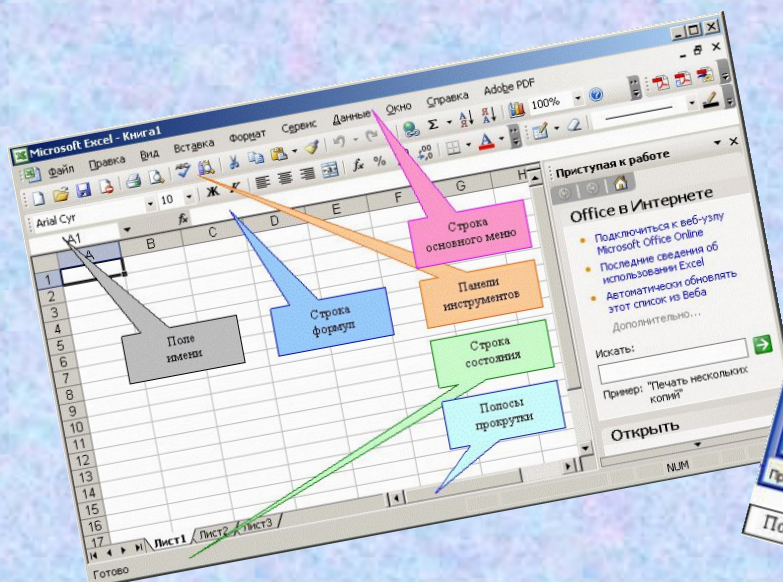 Microsoft Excel - Книга1
Файл Правка Вид Вставка Формат Сервис Данные Окно Справка Adobe PDF
100%
Arial Cyr 10 Ж К
A1
A B C D E F G H
1
2
3
4
5
6
7
8
9
10
11
12
13
14
15
16
17
Поле
имени
Строка
формул
Строка
основного меню
Панели
инструментов
Строка
состояния
Полосы
прокрутки
Приступая к работе
Office в Интернете
Подключиться к веб-узлу
Microsoft Office Online
Последние сведения об
использовании Excel
Автоматически обновлять
этот список из Веба
Дополнительно...
Искать:
Пример: "Печать нескольких
копий"
Открыть
Лист1 Лист2 Лист3
Готово
NUM